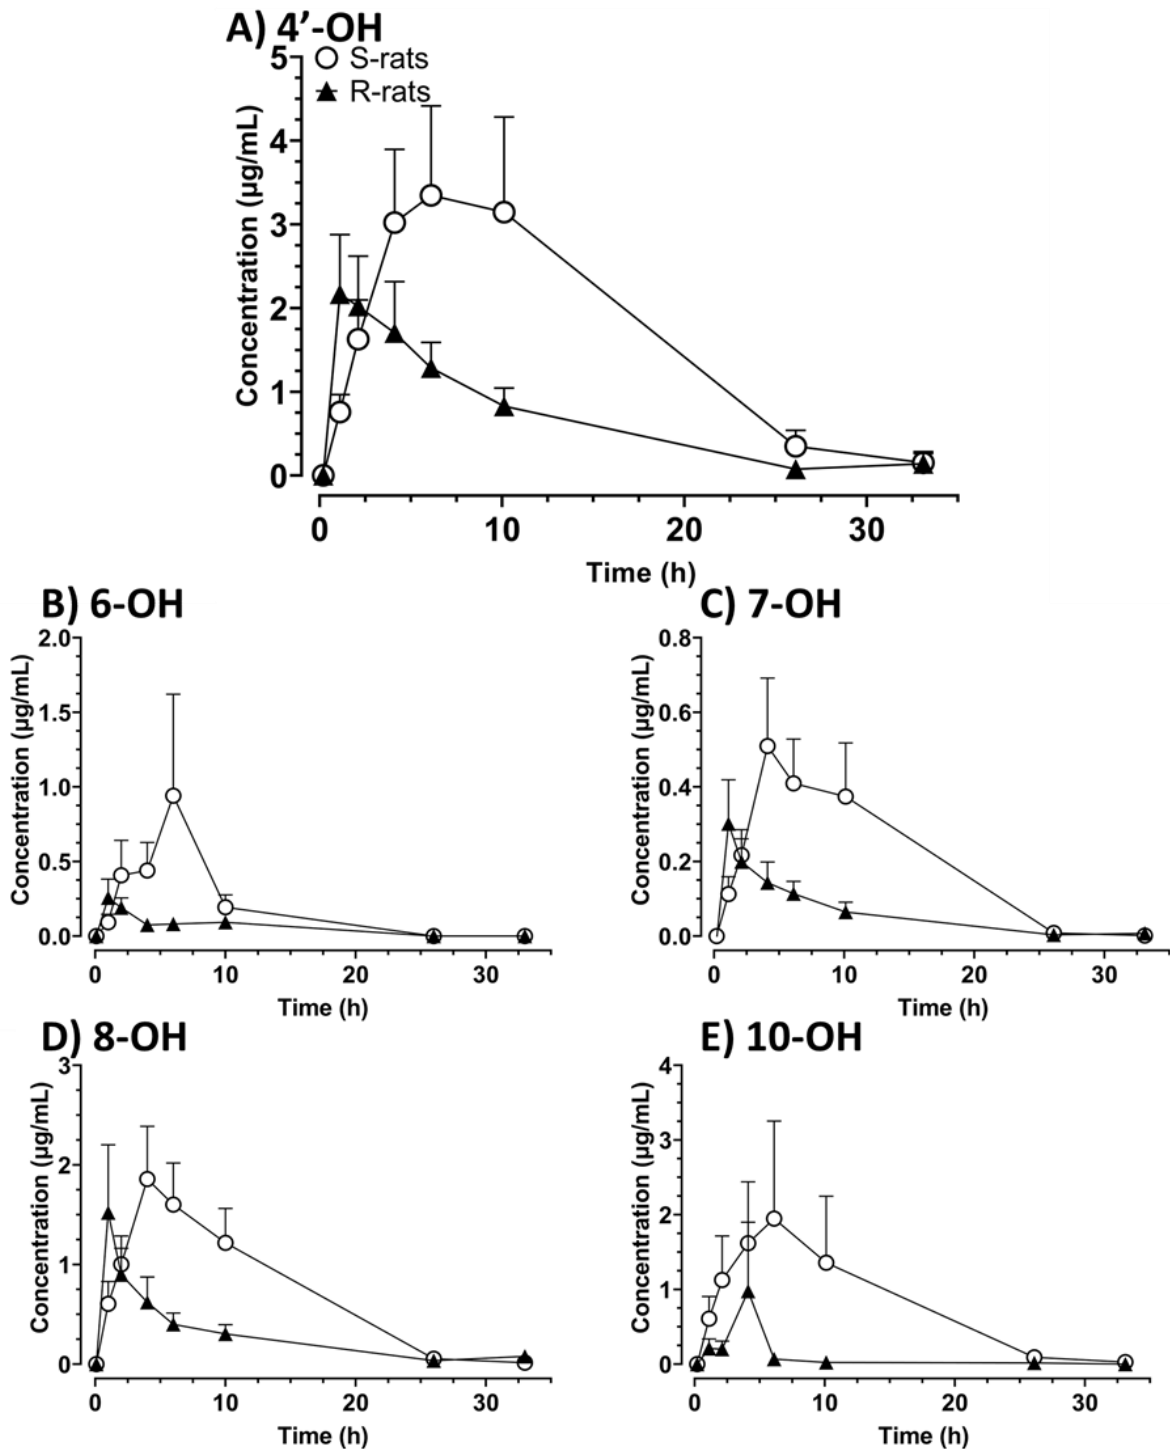 A) 4’-OH
S-rats
R-rats
5
4
3
2
1
0
Concentration (µg/mL)
0 10 20 30
Time (h)
B) 6-OH
2.0
1.5
1.0
0.5
0.0
Concentration (µg/mL)
0 10 20 30
Time (h)
C) 7-OH
0.8
0.6
0.4
0.2
0.0
Concentration (µg/mL)
0 10 20 30
Time (h)
D) 8-OH
3
2
1
0
Concentration (µg/mL)
0 10 20 30
Time (h)
E) 10-OH
4
3
2
1
0
Concentration (µg/mL)
0 10 20 30
Time (h)